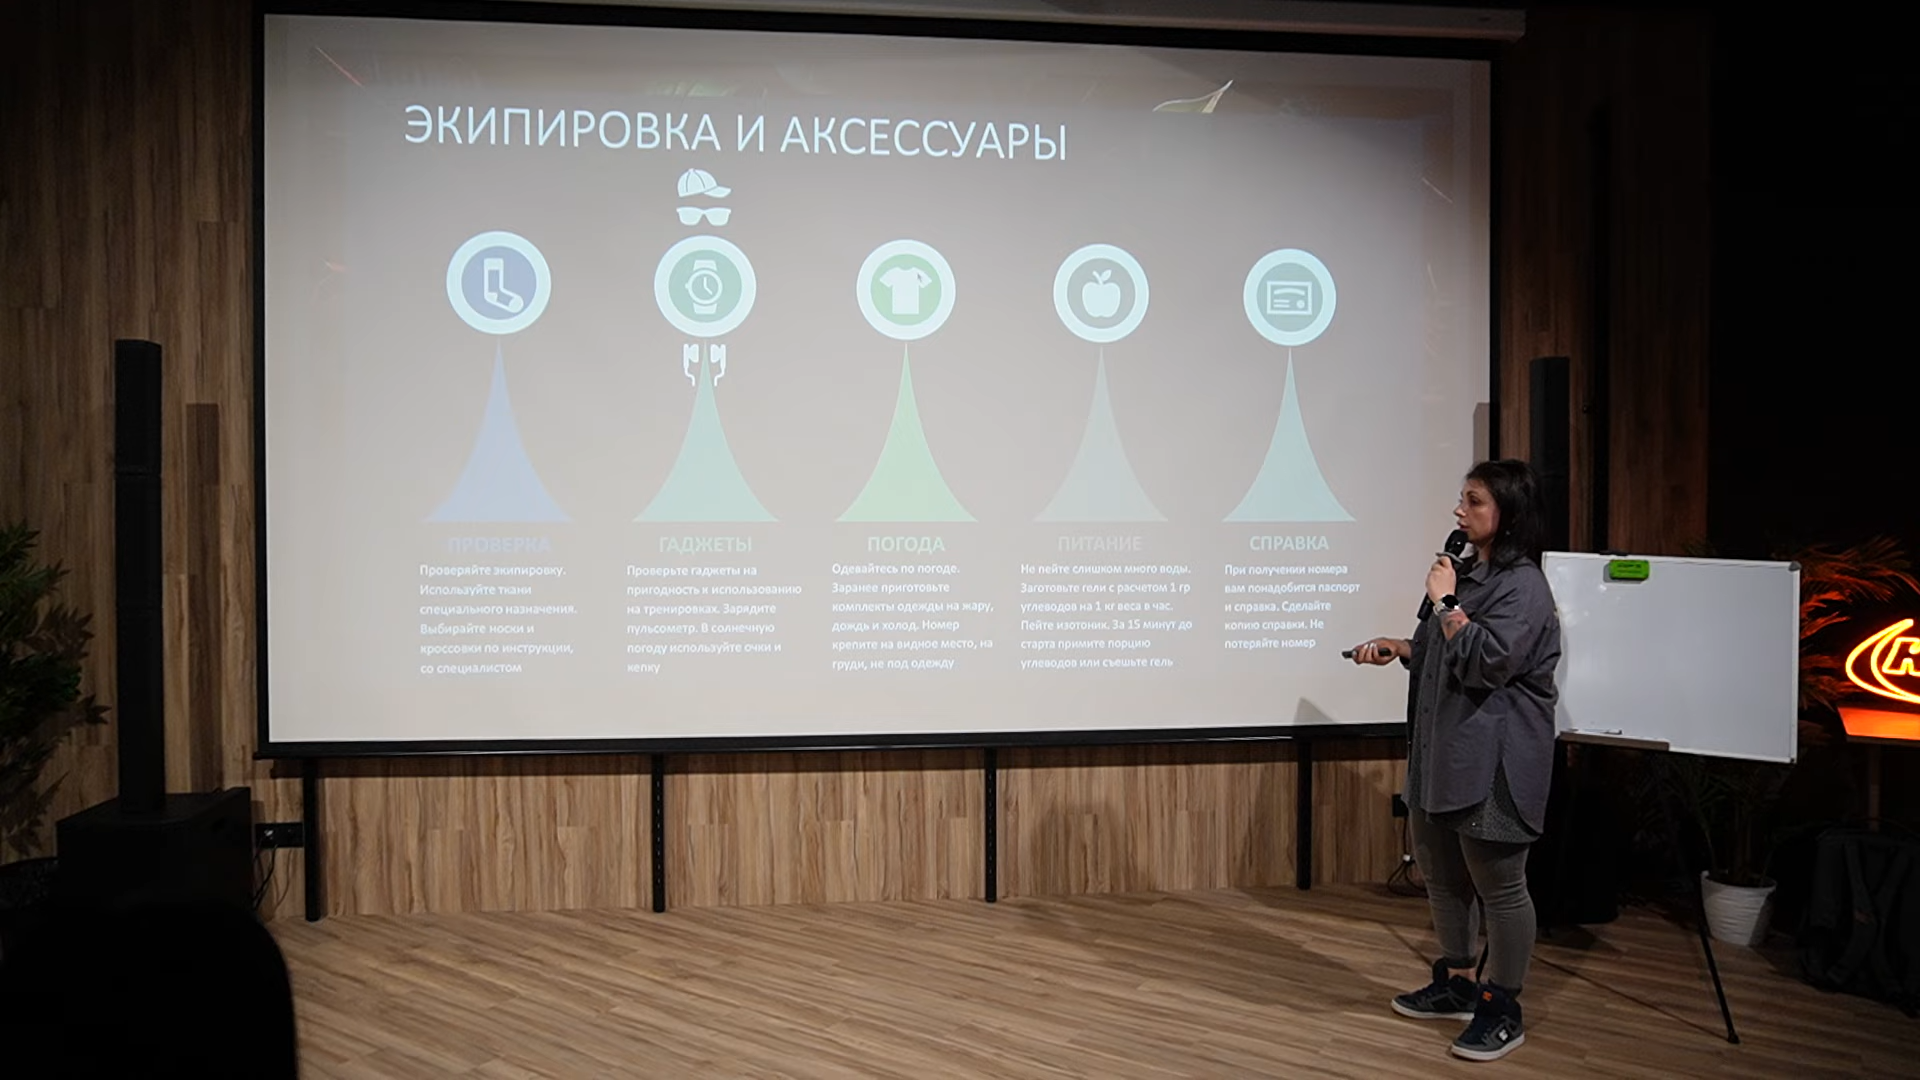 ЭКИПИРОВКА И АКСЕССУАРЫ
ПРОВЕРКА
Проверяйте экипировку.
Используйте ткани
специального назначения.
Выбирайте носки и
кроссовки по инструкции,
со специалистом
ГАДЖЕТЫ
Проверьте гаджеты на
пригодность к использованию
на тренировках. Зарядите
пульсометр. В солнечную
погоду используйте очки и
кепку
ПОГОДА
Одевайтесь по погоде.
Заранее приготовьте
комплекты одежды на жару,
дождь и холод. Номер
крепите на видное место, на
груди, не под одежду
ПИТАНИЕ
Не пейте слишком много воды.
Заготовьте гели с расчетом 1 гр
углеводов на 1 кг веса в час.
Пейте изотоник. За 15 минут до
старта примите порцию
углеводов или съешьте гель
СПРАВКА
При получении номера
вам понадобится паспорт
и справка. Сделайте
копию справки. Не
потеряйте номер